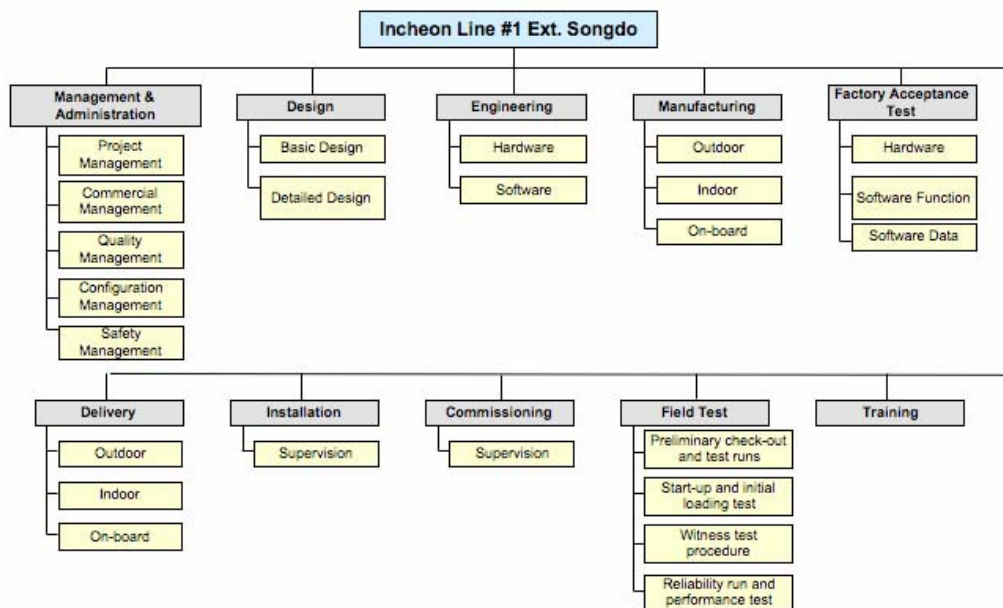 Incheon Line #1 Ext. Songdo
Management &
Administration
Project
Management
Commercial
Management
Quality
Management
Configuration
Management
Safety
Management
Design
Basic Design
Detailed Design
Engineering
Hardware
Software
Manufacturing
Outdoor
Indoor
On-board
Factory Acceptance
Test
Hardware
Software Function
Software Data
Delivery
Outdoor
Indoor
On-board
Installation
Supervision
Commissioning
Supervision
Field Test
Preliminary check-out
and test runs
Start-up and initial
loading test
Witness test
procedure
Reliability run and
performance test
Training